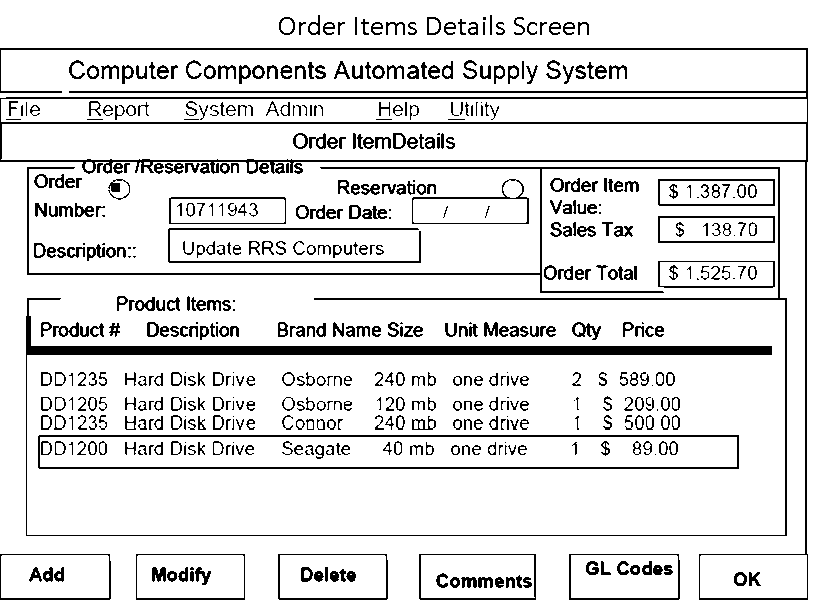 Order Items Details Screen
Computer Components Automated Supply System
File Report System Admin Help Utility
Order ItemDetails
Order /Reservation Details
Order Reservation
Number: 10711943 Order Date: / /
Description:: Update RRS Computers
Order Item Value: $ 1.387.00
Sales Tax $ 138.70
Order Total $ 1.525.70
Product Items:
Product # Description Brand Name Size Unit Measure Qty Price
DD1235 Hard Disk Drive Osborne 240 mb one drive 2 $ 589.00
DD1205 Hard Disk Drive Osborne 120 mb one drive 1 $ 209.00
DD1235 Hard Disk Drive Connor 240 mb one drive 1 $ 500.00
DD1200 Hard Disk Drive Seagate 40 mb one drive 1 $ 89.00
Add Modify Delete Comments GL Codes OK